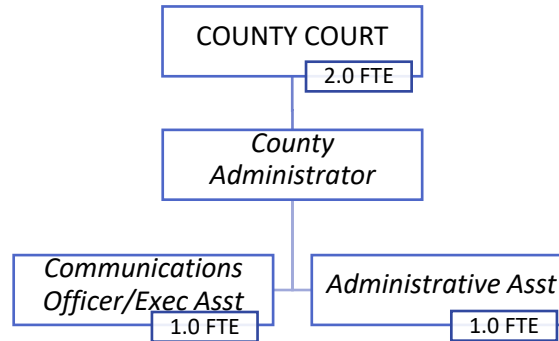 COUNTY COURT
2.0 FTE
County
Administrator
Communications
Officer/Exec Asst
1.0 FTE
Administrative Asst
1.0 FTE